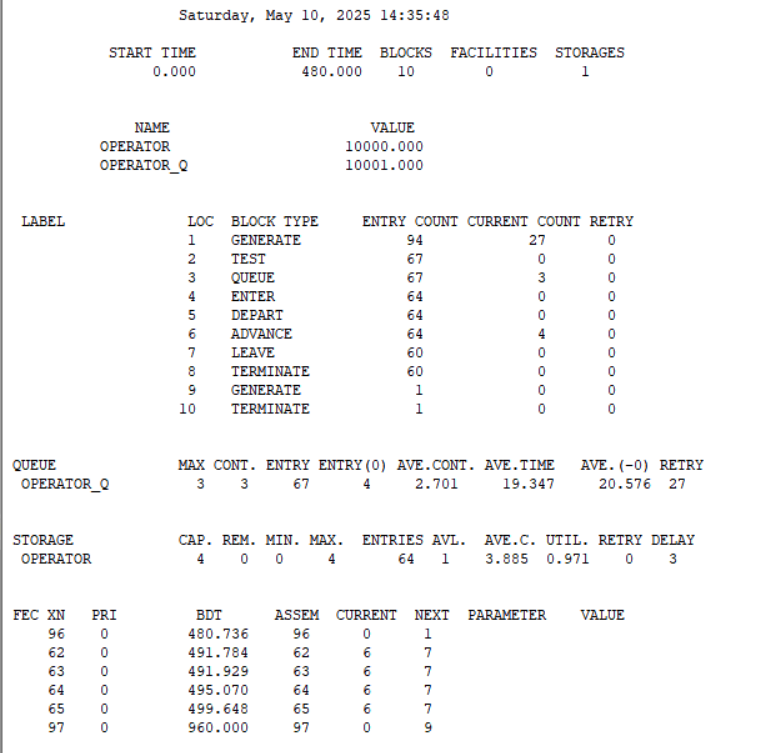 Saturday, May 10, 2025 14:35:48
START TIME END TIME BLOCKS FACILITIES STORAGES
0.000 480.000 10 0 1
NAME VALUE
OPERATOR 10000.000
OPERATOR_Q 10001.000
LABEL LOC BLOCK TYPE ENTRY COUNT CURRENT COUNT RETRY
1 GENERATE 94 27 0
2 TEST 67 0 0
3 QUEUE 67 3 0
4 ENTER 64 0 0
5 DEPART 64 0 0
6 ADVANCE 64 4 0
7 LEAVE 60 0 0
8 TERMINATE 60 0 0
9 GENERATE 1 0 0
10 TERMINATE 1 0 0
QUEUE MAX CONT. ENTRY ENTRY(0) AVE.CONT. AVE.TIME AVE.(-0) RETRY
OPERATOR_Q 3 3 67 4 2.701 19.347 20.576 27
STORAGE CAP. REM. MIN. MAX. ENTRIES AVL. AVE.C. UTIL. RETRY DELAY
OPERATOR 4 0 0 4 64 1 3.885 0.971 0 3
FEC XN PRI BDT ASSEM CURRENT NEXT PARAMETER VALUE
96 0 480.736 96 0 1
62 0 491.784 62 6 7
63 0 491.929 63 6 7
64 0 495.070 64 6 7
65 0 499.648 65 6 7
97 0 960.000 97 0 9